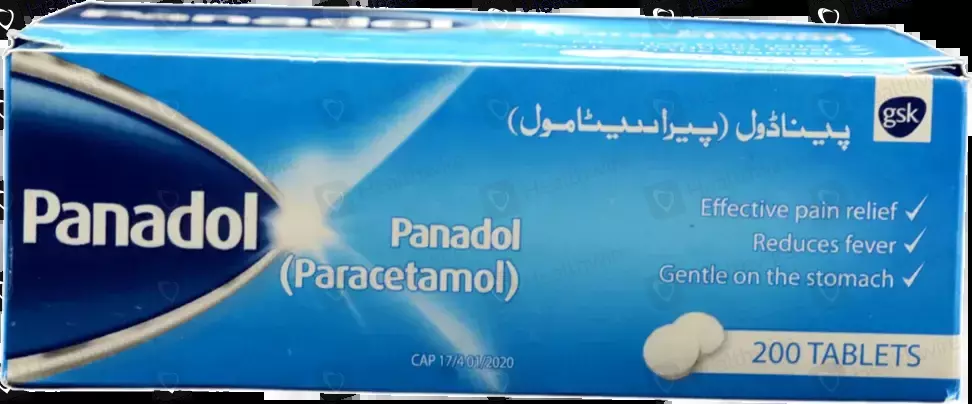 Panadol
gsk
پیناڈول (پیراسیٹامول)
Panadol
Panadol
(Paracetamol)
Effective pain relief ✓
Reduces fever ✓
Gentle on the stomach ✓
200 TABLETS
CAP 17/4 01/2020